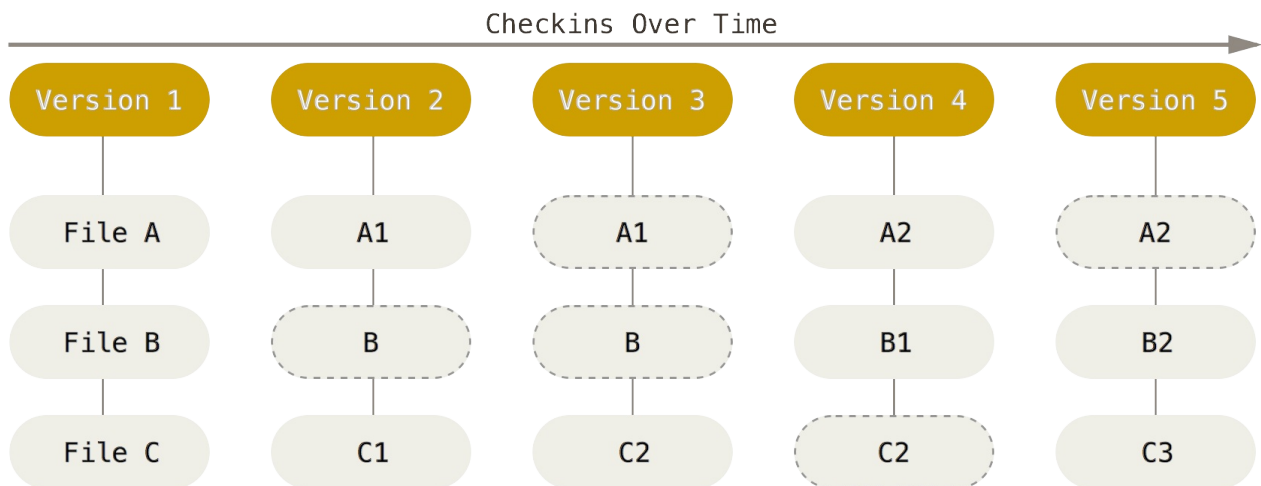 Checkins Over Time
Version 1 Version 2 Version 3 Version 4 Version 5
File A A1 A1 A2 A2
File B B B B1 B2
File C C1 C2 C2 C3